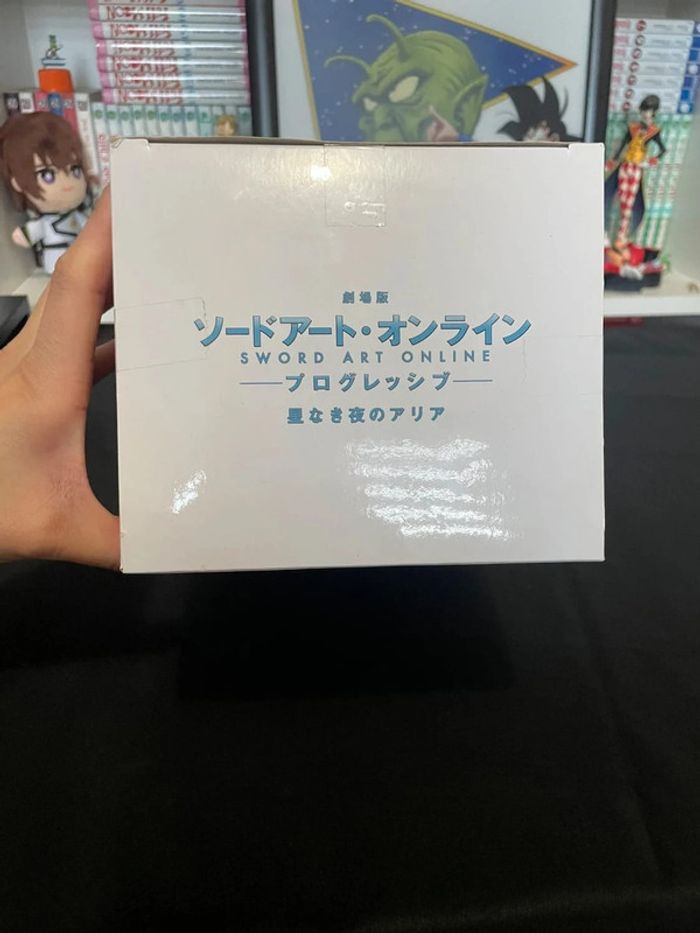 劇場版
ソードアート・オンライン
SWORD ART ONLINE
プログレッシブ
星なき夜のアリア